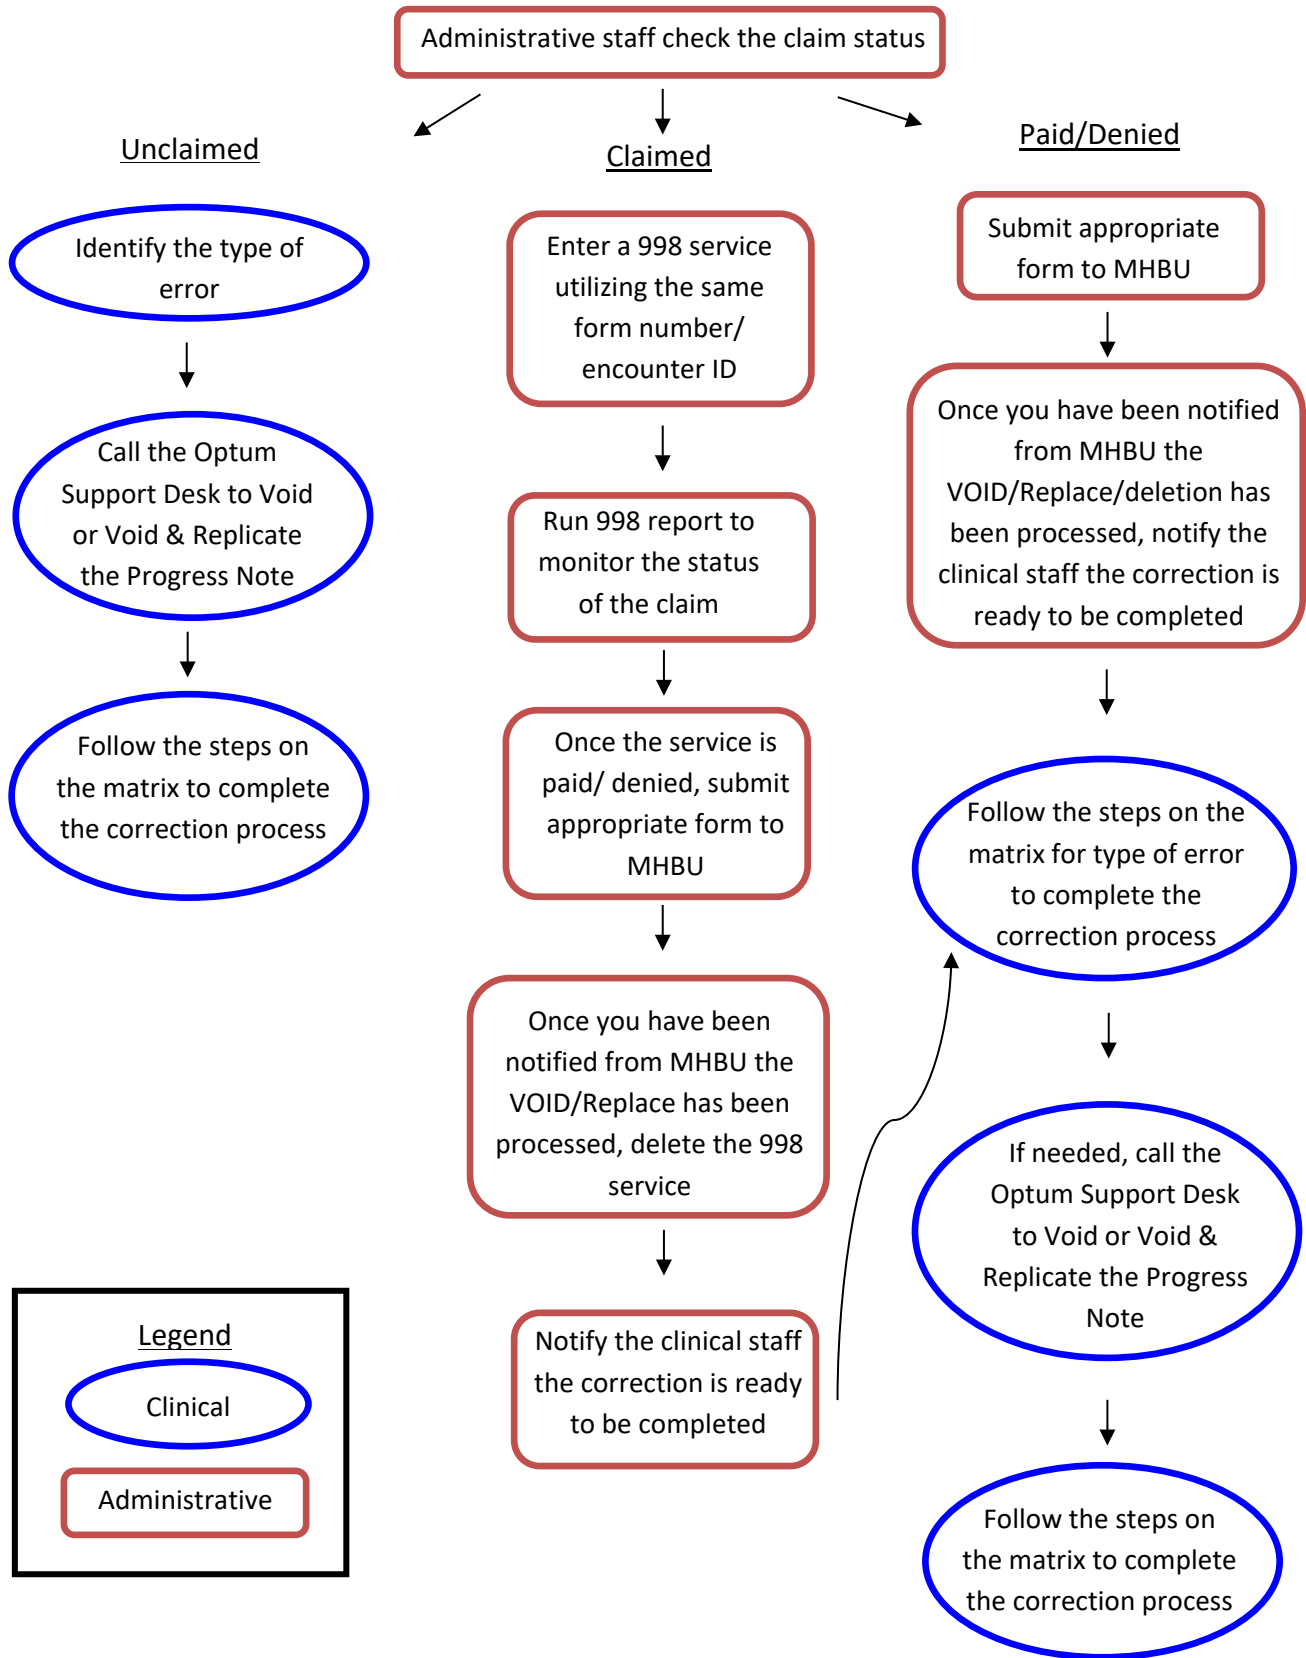 Administrative staff check the claim status
Unclaimed
Identify the type of
error
Call the Optum
Support Desk to Void
or Void & Replicate
the Progress Note
Follow the steps on
the matrix to complete
the correction process
Claimed
Enter a 998 service
utilizing the same
form number/
encounter ID
Run 998 report to
monitor the status
of the claim
Once the service is
paid/ denied, submit
appropriate form to
MHBU
Once you have been
notified from MHBU the
VOID/Replace has been
processed, delete the 998
service
Notify the clinical staff
the correction is ready
to be completed
Paid/Denied
Submit appropriate
form to MHBU
Once you have been notified
from MHBU the
VOID/Replace/deletion has
been processed, notify the
clinical staff the correction is
ready to be completed
Follow the steps on the
matrix for type of error
to complete the
correction process
If needed, call the
Optum Support Desk
to Void or Void &
Replicate the Progress
Note
Follow the steps on
the matrix to complete
the correction process
Legend
Clinical
Administrative